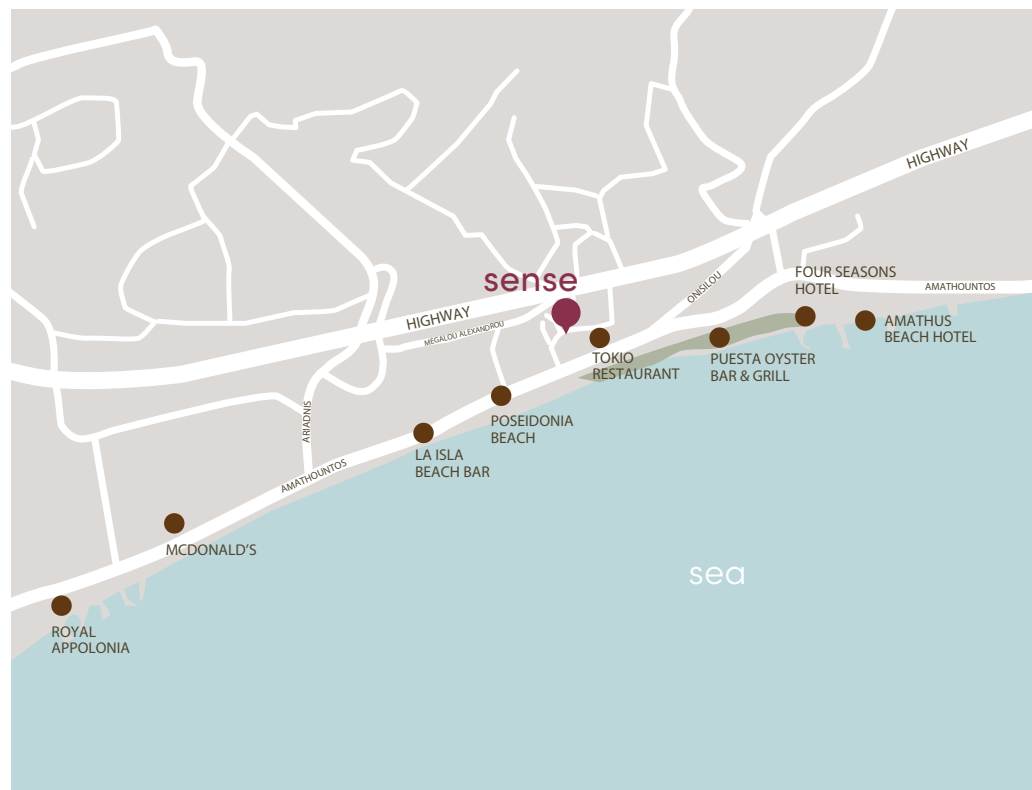 HIGHWAY
sense
FOUR SEASONS
HOTEL
ONISILOU
AMATHOUNTOS
HIGHWAY
MEGALOU ALEXANDROU
AMATHUS
BEACH HOTEL
TOKIO
RESTAURANT
PUESTA OYSTER
BAR & GRILL
ARIADNIS
POSEIDONIA
BEACH
LA ISLA
BEACH BAR
AMATHOUNTOS
MCDONALD'S
sea
ROYAL
APPOLONIA